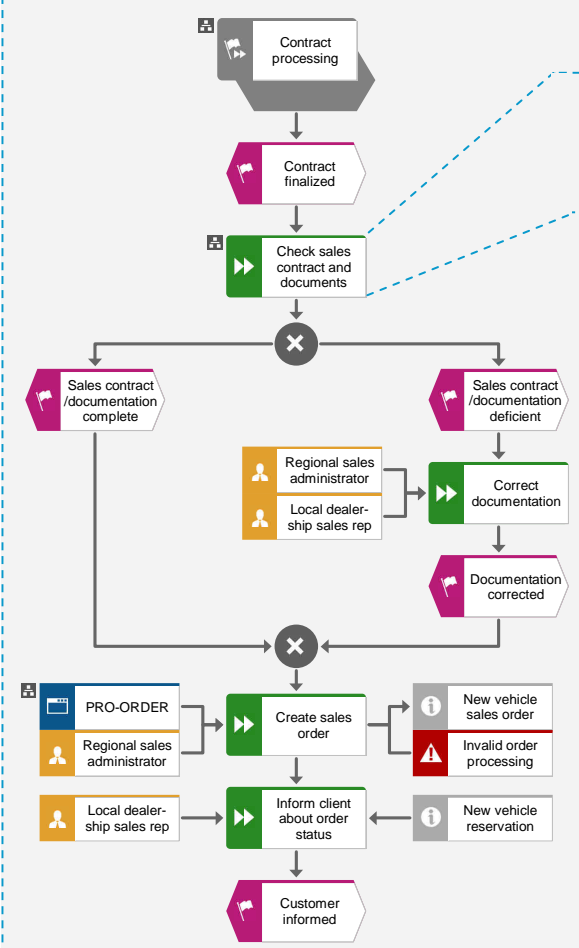 Contract
processing
Contract
finalized
Check sales
contract and
documents
Sales contract
/documentation
complete
Sales contract
/documentation
deficient
Regional sales
administrator
Local dealer-
ship sales rep
Correct
documentation
Documentation
corrected
PRO-ORDER
Regional sales
administrator
Create sales
order
New vehicle
sales order
Invalid order
processing
Local dealer-
ship sales rep
Inform client
about order
status
New vehicle
reservation
Customer
informed